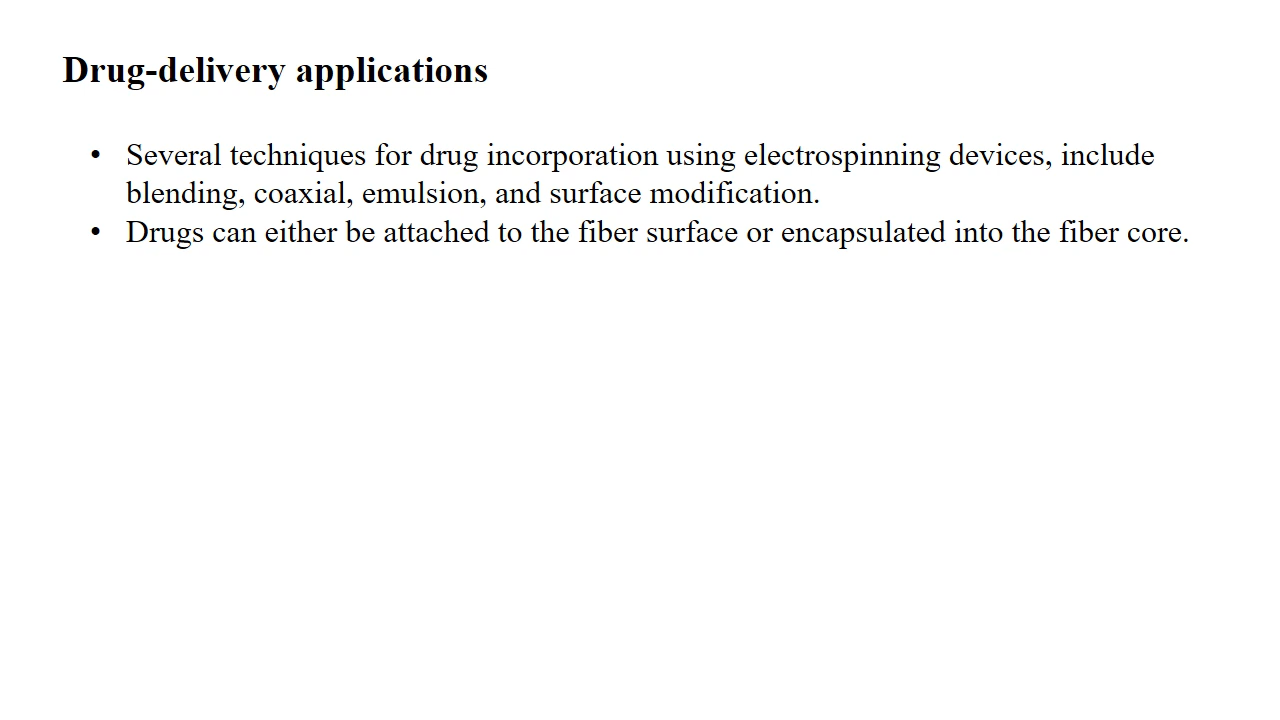 Drug-delivery applications
• Several techniques for drug incorporation using electrospinning devices, include
blending, coaxial, emulsion, and surface modification.
• Drugs can either be attached to the fiber surface or encapsulated into the fiber core.